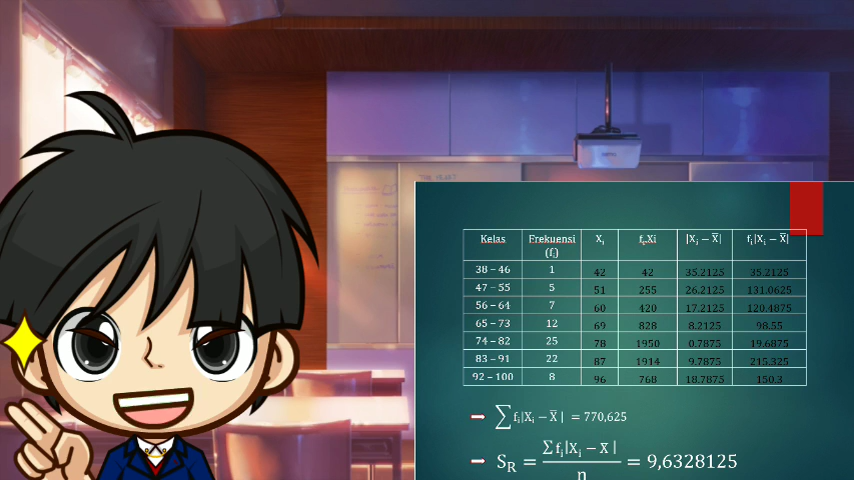 THE HEART
Kelas Frekuensi (fᵢ) Xᵢ fᵢ.Xi |Xᵢ – X̅| fᵢ|Xᵢ – X̅|
38 – 46 1 42 42 35.2125 35.2125
47 – 55 5 51 255 26.2125 131.0625
56 – 64 7 60 420 17.2125 120.4875
65 – 73 12 69 828 8.2125 98.55
74 – 82 25 78 1950 0.7875 19.6875
83 – 91 22 87 1914 9.7875 215.325
92 – 100 8 96 768 18.7875 150.3
∑ fᵢ|Xᵢ – X̅ | = 770,625
S_R = ∑ fᵢ|Xᵢ – X̅ | / n = 9,6328125